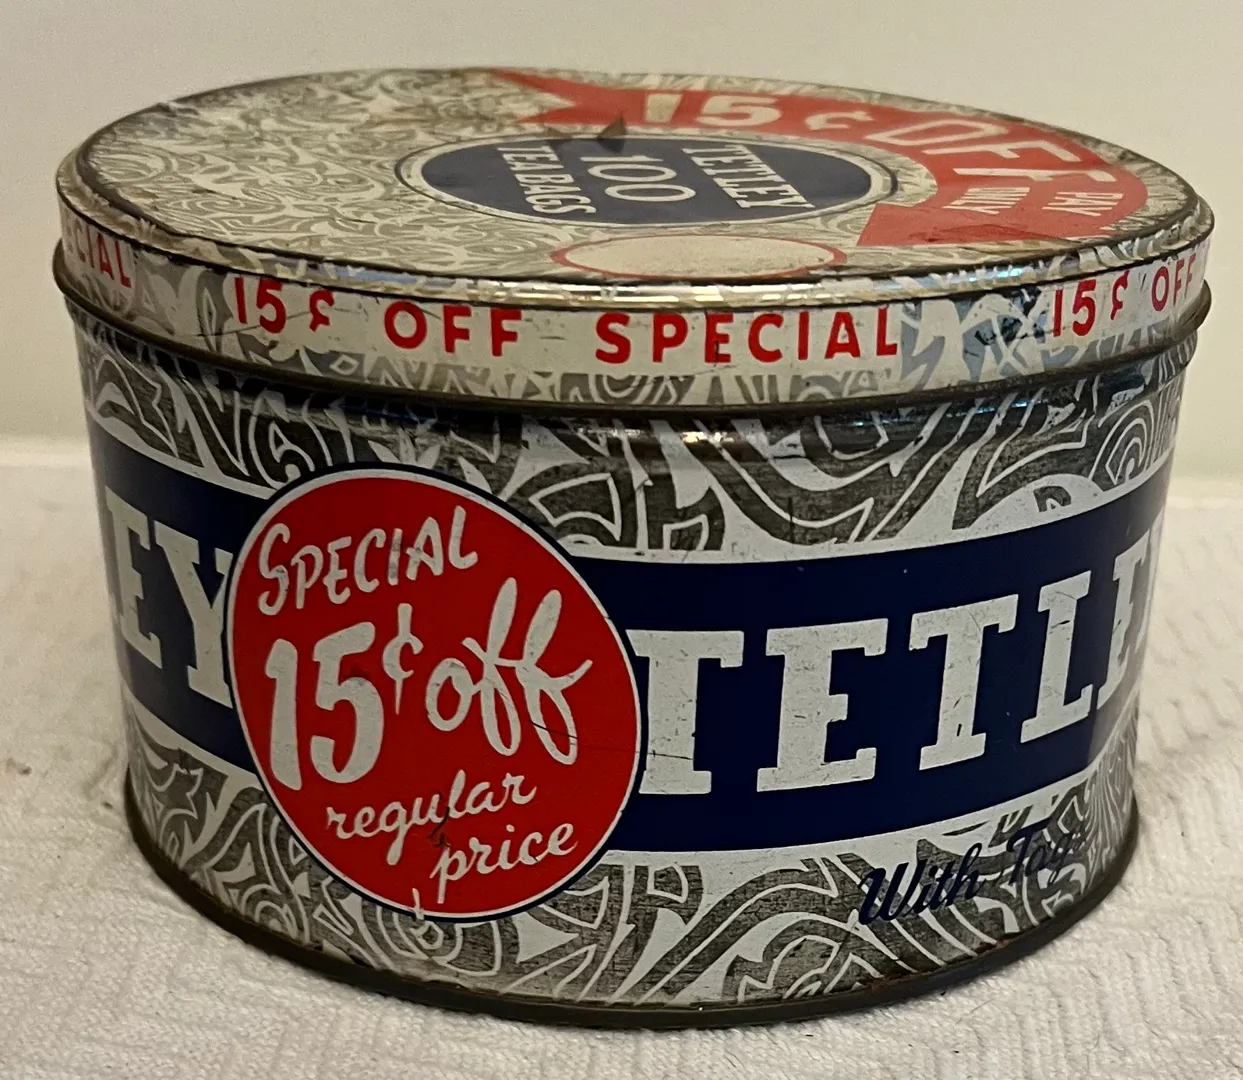 15¢ OFF
PAY ONLY
TETLEY
100
TEA BAGS
CIAL 15¢ OFF SPECIAL 15¢ OFF
EY
SPECIAL
15¢ off
regular
price
TETLE
With Tag